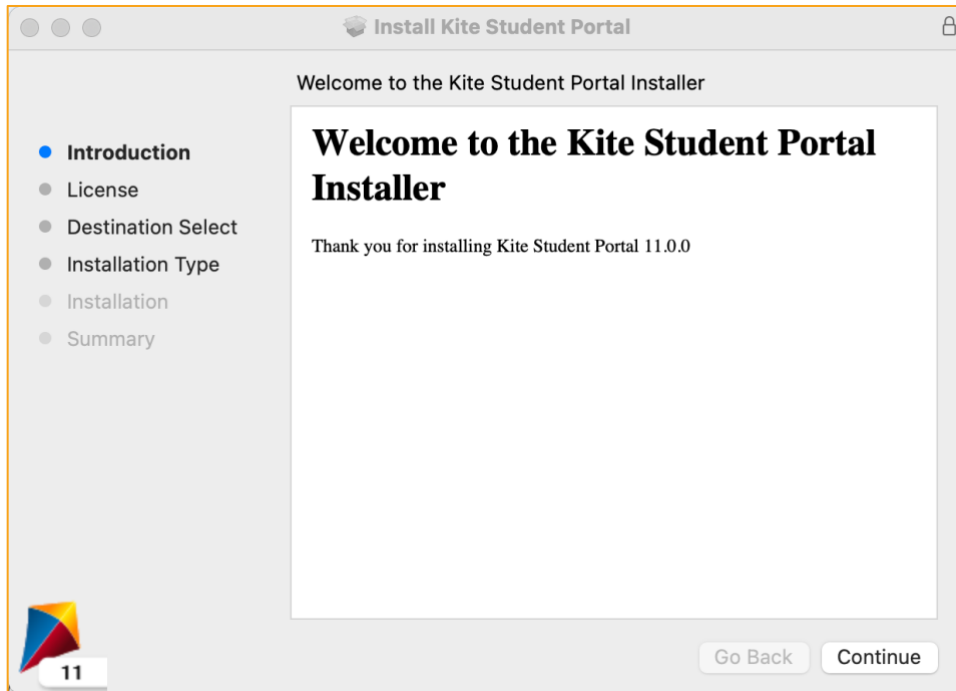 Install Kite Student Portal
Welcome to the Kite Student Portal Installer
Introduction
License
Destination Select
Installation Type
Installation
Summary
Welcome to the Kite Student Portal
Installer
Thank you for installing Kite Student Portal 11.0.0
11
Go Back
Continue